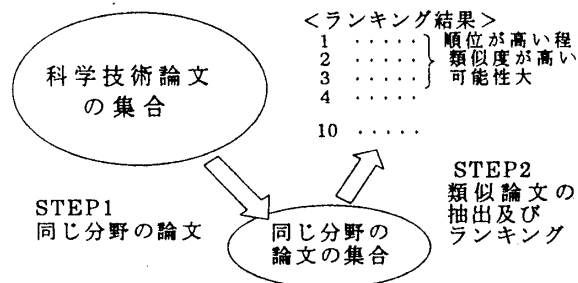 <ランキング結果>
1 ・・・・・
2 ・・・・・
3 ・・・・・
4 ・・・・・
10 ・・・・・
順位が高い程
類似度が高い
可能性大
科学技術論文
の集合
STEP1
同じ分野の論文
同じ分野の
論文の集合
STEP2
類似論文の
抽出及び
ランキング